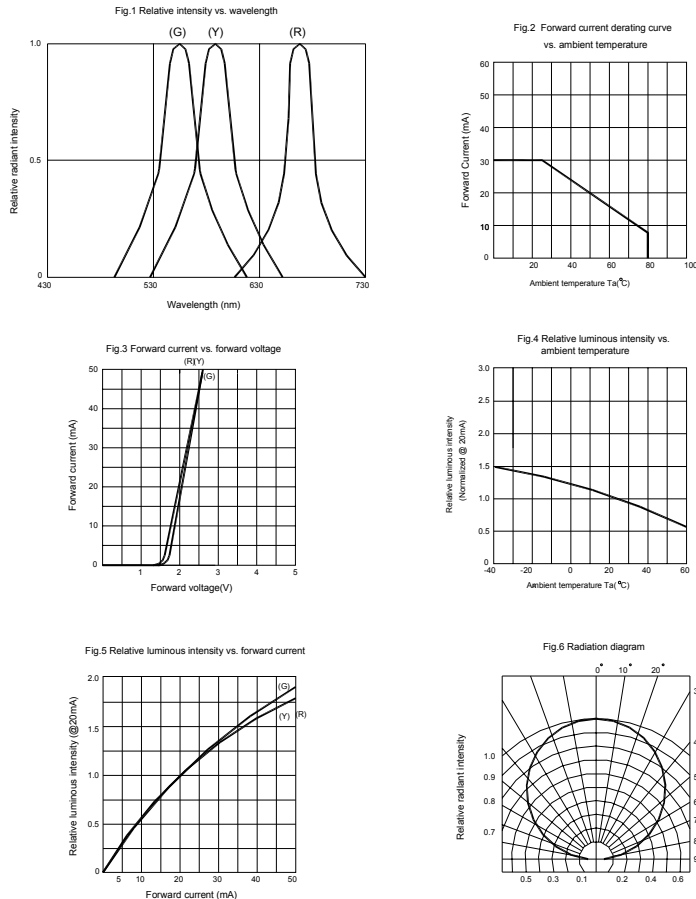 Fig.1 Relative intensity vs. wavelength
(G) (Y) (R)
1.0
0.5
0
430 530 630 730
Relative radiant intensity
Wavelength (nm)
Fig.2 Forward current derating curve
vs. ambient temperature
60
50
40
30
20
10
0
20 40 60 80 100
Forward Current (mA)
Ambient temperature Ta(°C)
Fig.3 Forward current vs. forward voltage
(R)(Y)
(G)
50
40
30
20
10
0
1 2 3 4 5
Forward current (mA)
Forward voltage(V)
Fig.4 Relative luminous intensity vs.
ambient temperature
3.0
2.5
2.0
1.5
1.0
0.5
0
-40 -20 0 20 40 60
Relative luminous intensity
(Normalized @ 20mA)
Ambient temperature Ta(°C)
Fig.5 Relative luminous intensity vs. forward current
2.0
1.5
1.0
0.5
0
(G)
(Y) (R)
5 10 20 30 40 50
Relative luminous intensity (@20mA)
Forward current (mA)
Fig.6 Radiation diagram
0° 10° 20°
1.0
0.9
0.8
0.7
0.5 0.3 0.1 0.2 0.4 0.6
Relative radiant intensity